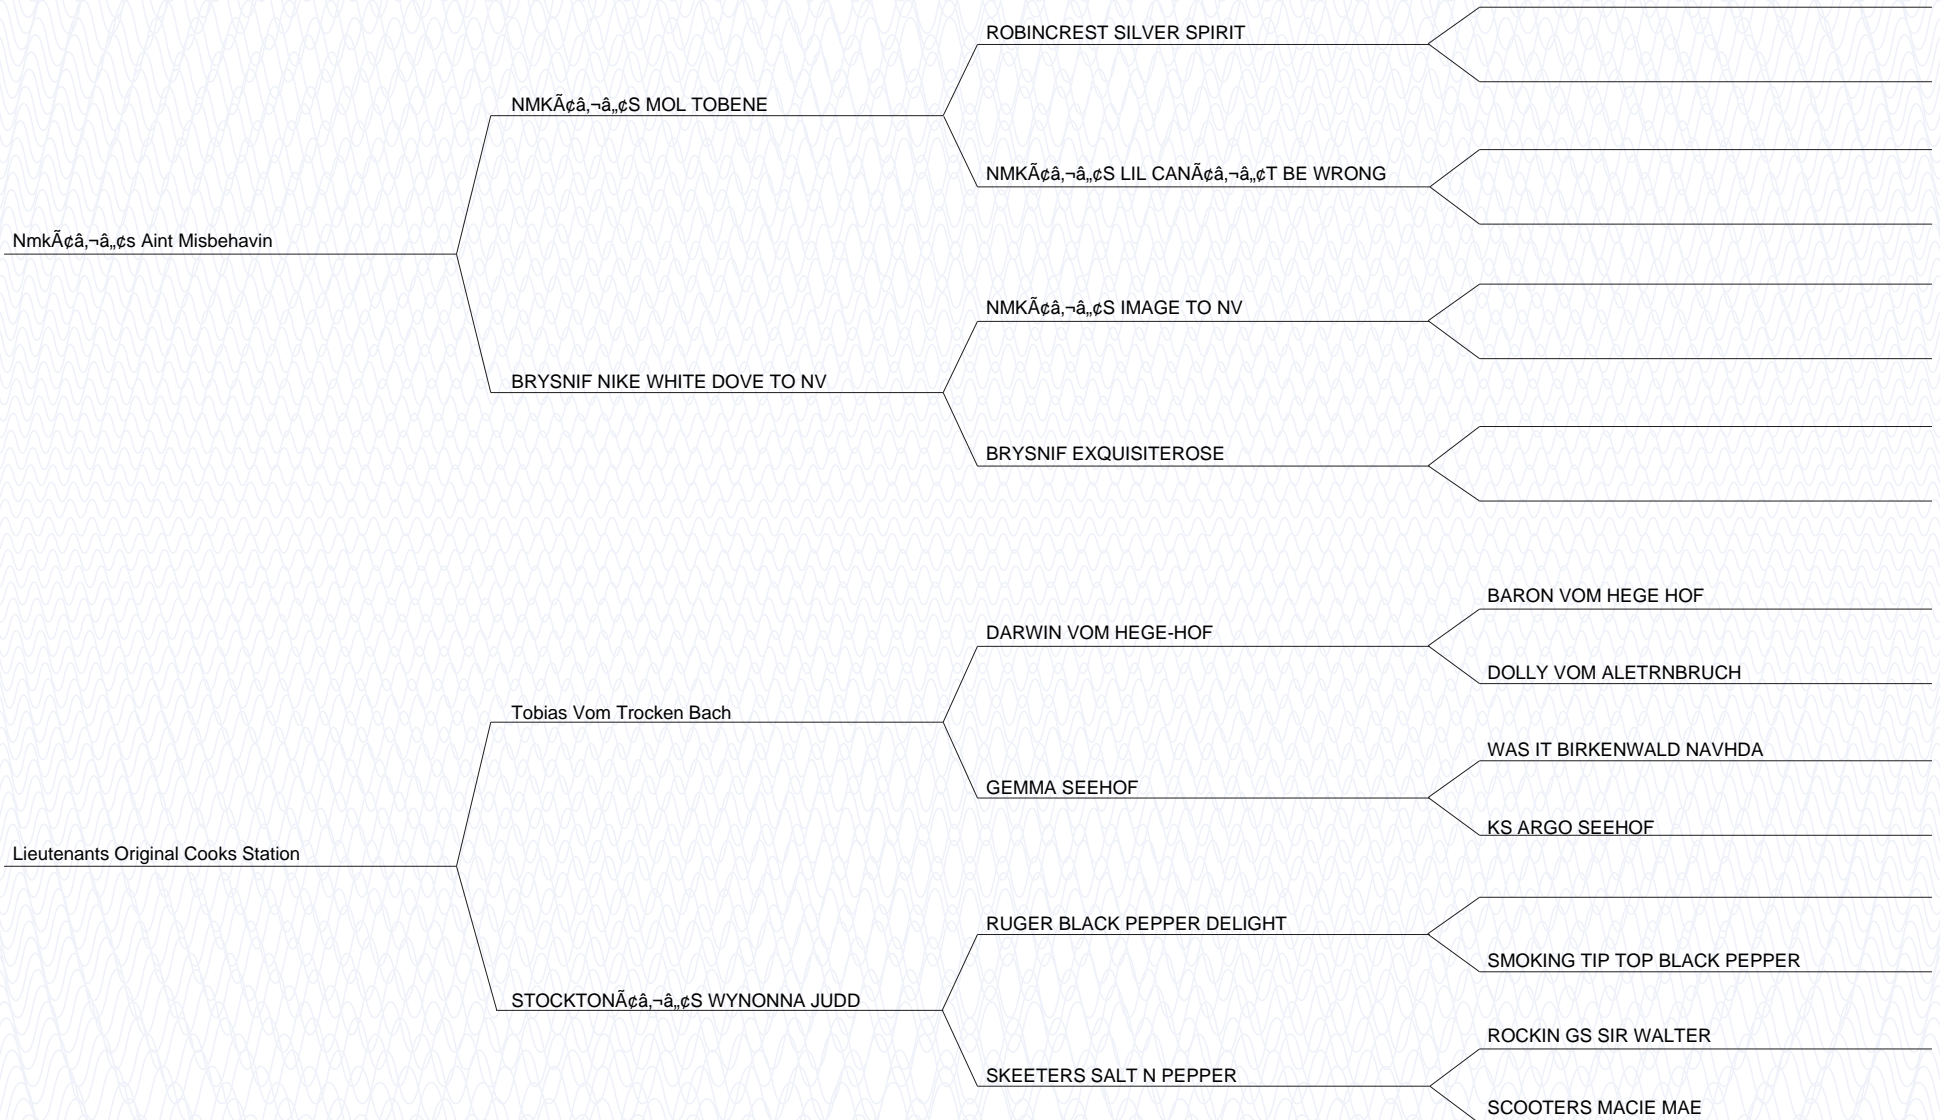 ROBINCREST SILVER SPIRIT
NMKÃ¢â‚¬â„¢S MOL TOBENE
NMKÃ¢â‚¬â„¢S LIL CANÃ¢â‚¬â„¢T BE WRONG
NmkÃ¢â‚¬â„¢s Aint Misbehavin
NMKÃ¢â‚¬â„¢S IMAGE TO NV
BRYSNIF NIKE WHITE DOVE TO NV
BRYSNIF EXQUISITEROSE
BARON VOM HEGE HOF
DARWIN VOM HEGE-HOF
DOLLY VOM ALETRNBRUCH
Tobias Vom Trocken Bach
WAS IT BIRKENWALD NAVHDA
GEMMA SEEHOF
KS ARGO SEEHOF
Lieutenants Original Cooks Station
RUGER BLACK PEPPER DELIGHT
SMOKING TIP TOP BLACK PEPPER
STOCKTONÃ¢â‚¬â„¢S WYNONNA JUDD
ROCKIN GS SIR WALTER
SKEETERS SALT N PEPPER
SCOOTERS MACIE MAE